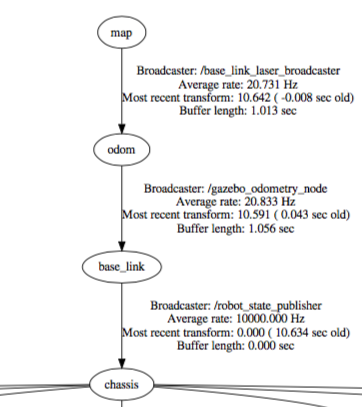 map
Broadcaster: /base_link_laser_broadcaster
Average rate: 20.731 Hz
Most recent transform: 10.642 ( -0.008 sec old)
Buffer length: 1.013 sec
odom
Broadcaster: /gazebo_odometry_node
Average rate: 20.833 Hz
Most recent transform: 10.591 ( 0.043 sec old)
Buffer length: 1.056 sec
base_link
Broadcaster: /robot_state_publisher
Average rate: 10000.000 Hz
Most recent transform: 0.000 ( 10.634 sec old)
Buffer length: 0.000 sec
chassis